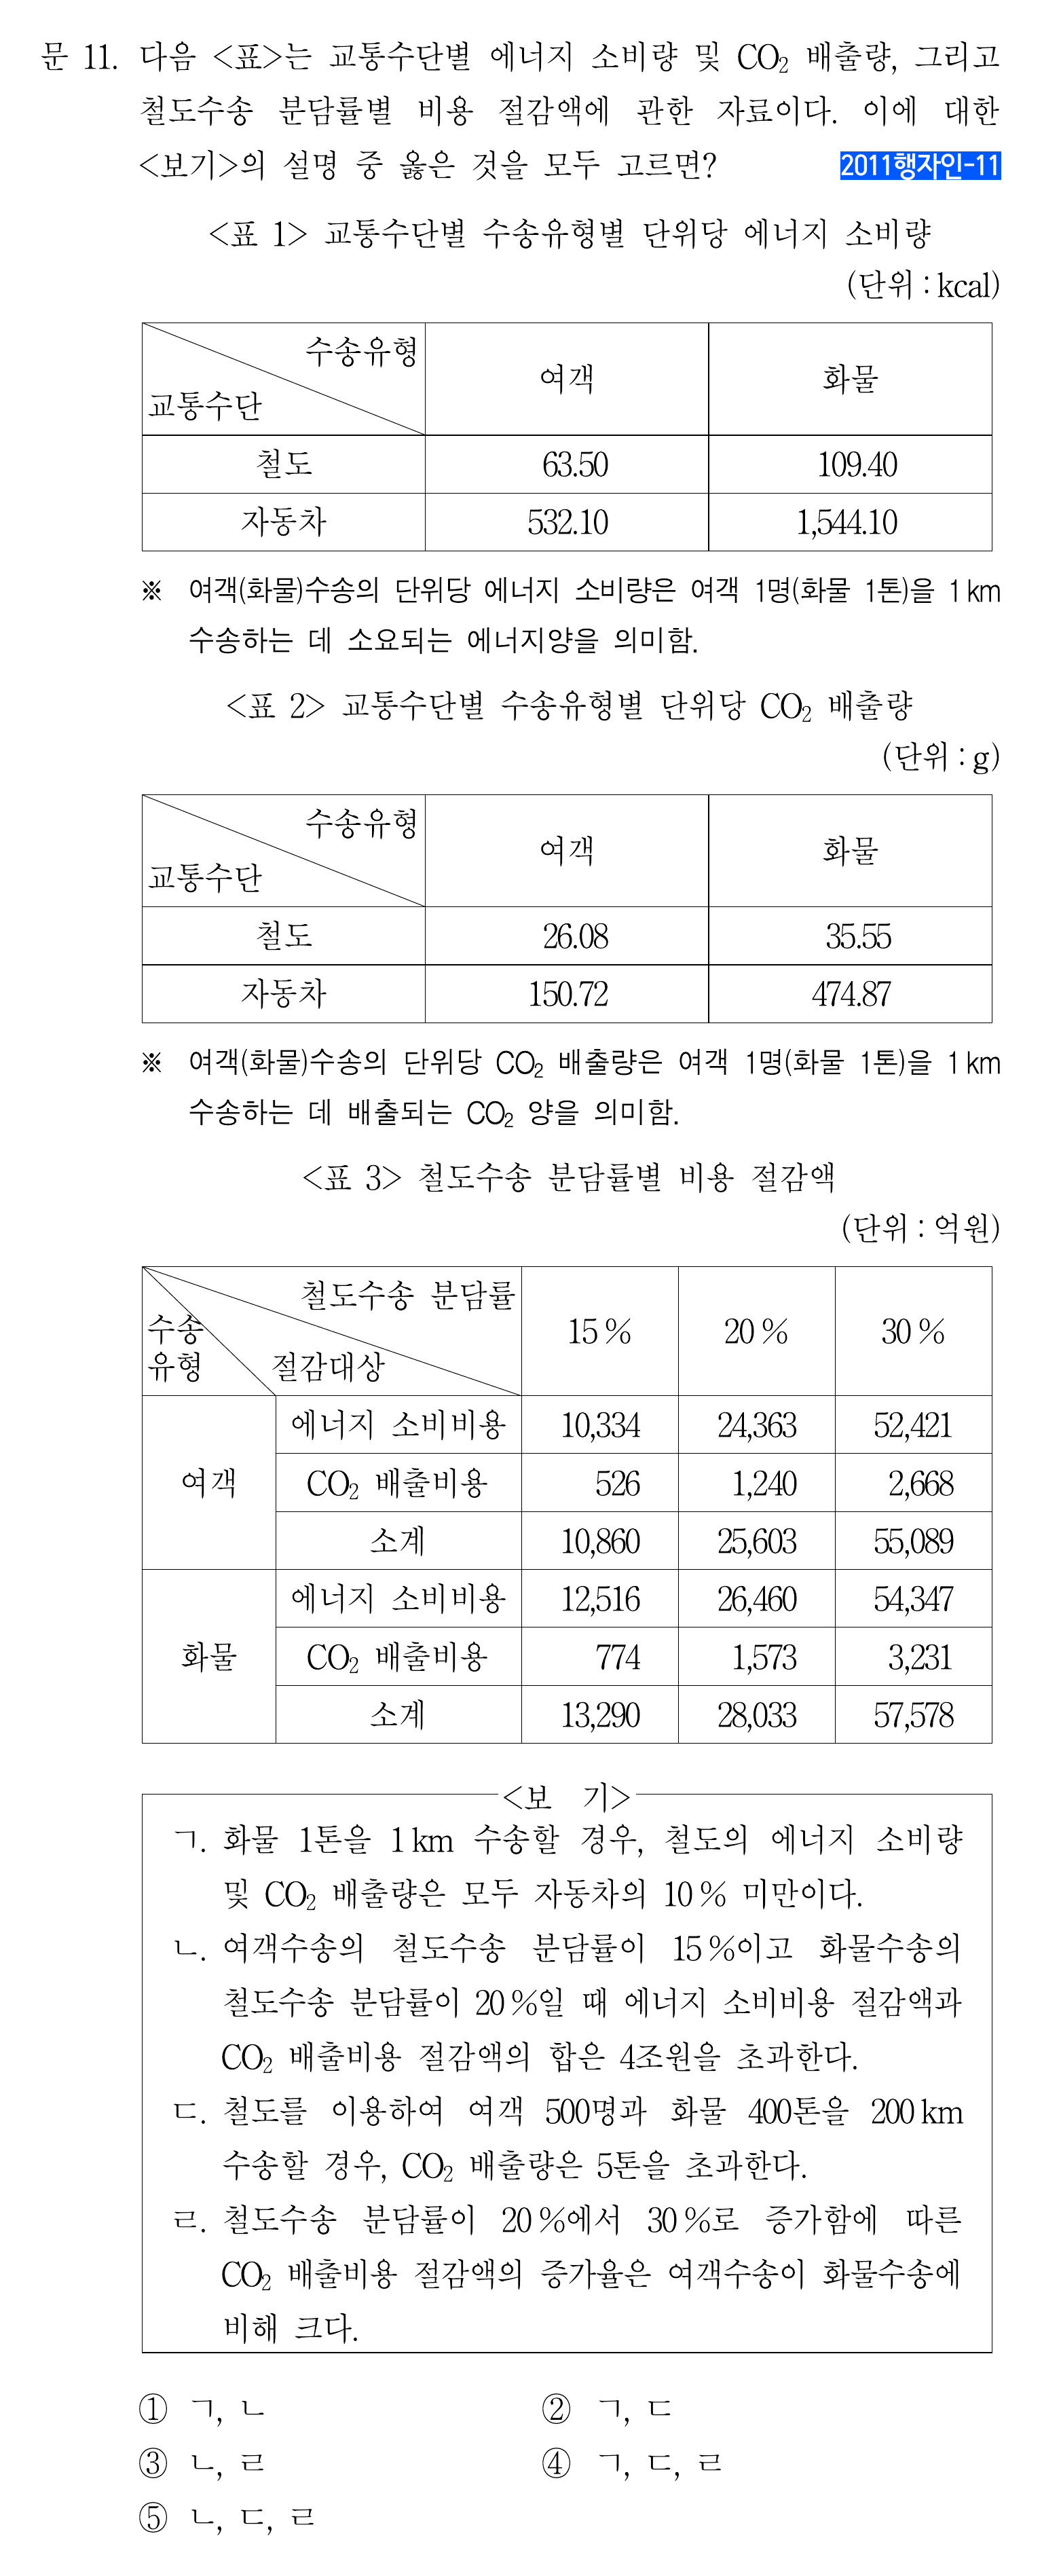 문 11. 다음 <표>는 교통수단별 에너지 소비량 및 CO₂ 배출량, 그리고
철도수송 분담률별 비용 절감액에 관한 자료이다. 이에 대한
<보기>의 설명 중 옳은 것을 모두 고르면? 2011행자인-11
<표 1> 교통수단별 수송유형별 단위당 에너지 소비량
(단위 : kcal)
수송유형
교통수단 여객 화물
철도 63.50 109.40
자동차 532.10 1,544.10
※ 여객(화물)수송의 단위당 에너지 소비량은 여객 1명(화물 1톤)을 1 km
수송하는 데 소요되는 에너지양을 의미함.
<표 2> 교통수단별 수송유형별 단위당 CO₂ 배출량
(단위 : g)
수송유형
교통수단 여객 화물
철도 26.08 35.55
자동차 150.72 474.87
※ 여객(화물)수송의 단위당 CO₂ 배출량은 여객 1명(화물 1톤)을 1 km
수송하는 데 배출되는 CO₂ 양을 의미함.
<표 3> 철도수송 분담률별 비용 절감액
(단위 : 억원)
철도수송 분담률
수송유형 절감대상 15 % 20 % 30 %
에너지 소비비용 10,334 24,363 52,421
여객 CO₂ 배출비용 526 1,240 2,668
소계 10,860 25,603 55,089
에너지 소비비용 12,516 26,460 54,347
화물 CO₂ 배출비용 774 1,573 3,231
소계 13,290 28,033 57,578
<보 기>
ㄱ. 화물 1톤을 1 km 수송할 경우, 철도의 에너지 소비량
및 CO₂ 배출량은 모두 자동차의 10 % 미만이다.
ㄴ. 여객수송의 철도수송 분담률이 15 %이고 화물수송의
철도수송 분담률이 20 %일 때 에너지 소비비용 절감액과
CO₂ 배출비용 절감액의 합은 4조원을 초과한다.
ㄷ. 철도를 이용하여 여객 500명과 화물 400톤을 200 km
수송할 경우, CO₂ 배출량은 5톤을 초과한다.
ㄹ. 철도수송 분담률이 20 %에서 30 %로 증가함에 따른
CO₂ 배출비용 절감액의 증가율은 여객수송이 화물수송에
비해 크다.
① ㄱ, ㄴ ② ㄱ, ㄷ
③ ㄴ, ㄹ ④ ㄱ, ㄷ, ㄹ
⑤ ㄴ, ㄷ, ㄹ